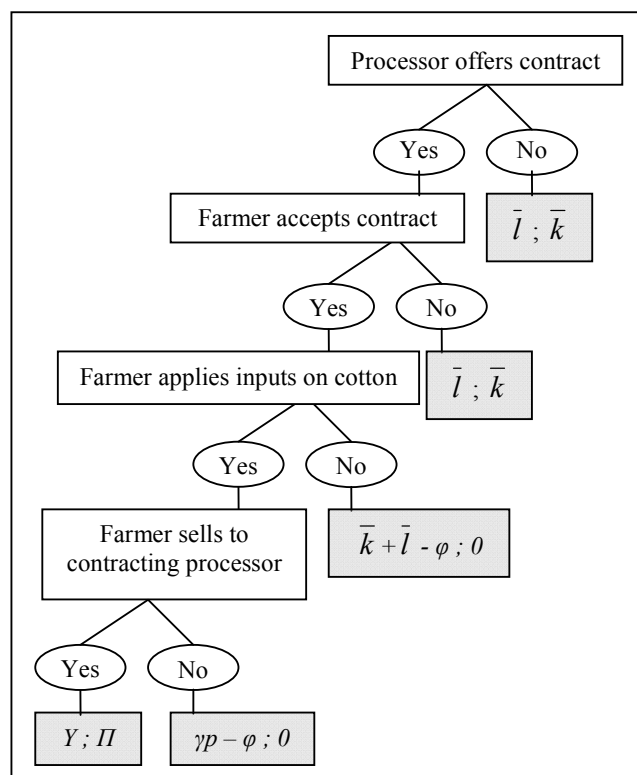 Processor offers contract
Yes
No
Farmer accepts contract
l̄ ; k̄
Yes
No
Farmer applies inputs on cotton
l̄ ; k̄
Yes
No
Farmer sells to
contracting processor
k̄ + l̄ - φ ; 0
Yes
No
Y ; Π
γp – φ ; 0